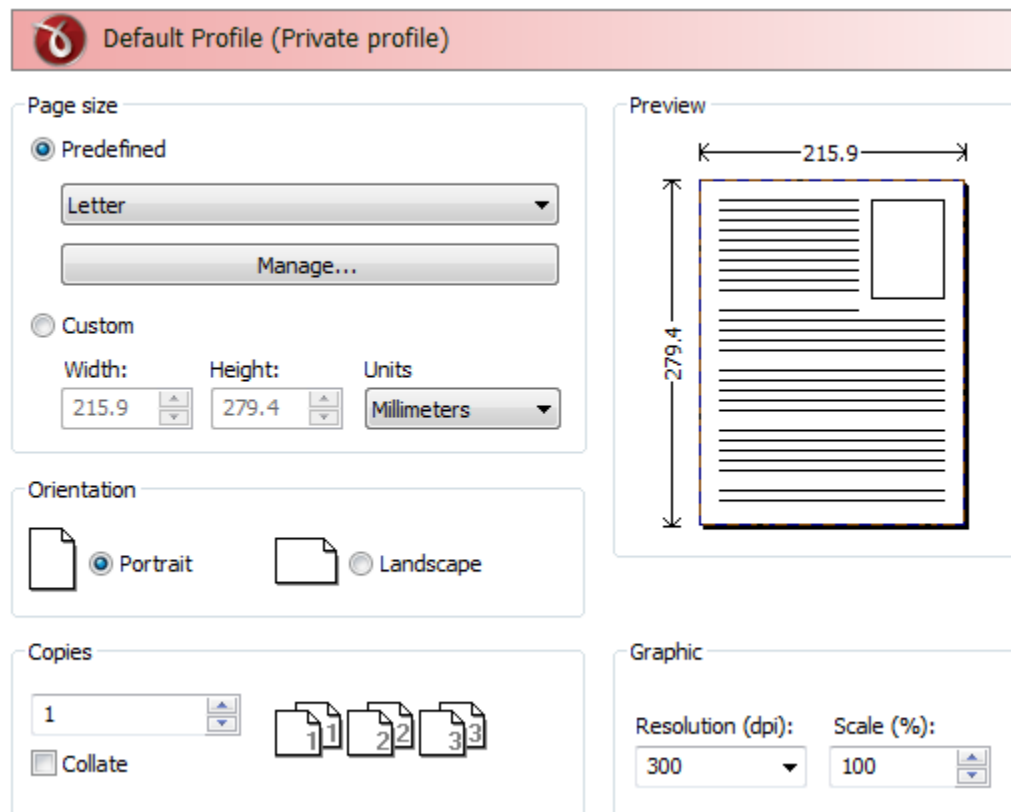 Default Profile (Private profile)
Page size
Predefined
Letter
Manage...
Custom
Width: Height: Units
215.9 279.4 Millimeters
Orientation
Portrait Landscape
Copies
1
1 1 2 2 3 3
Collate
Preview
215.9
279.4
Graphic
Resolution (dpi): Scale (%):
300 100